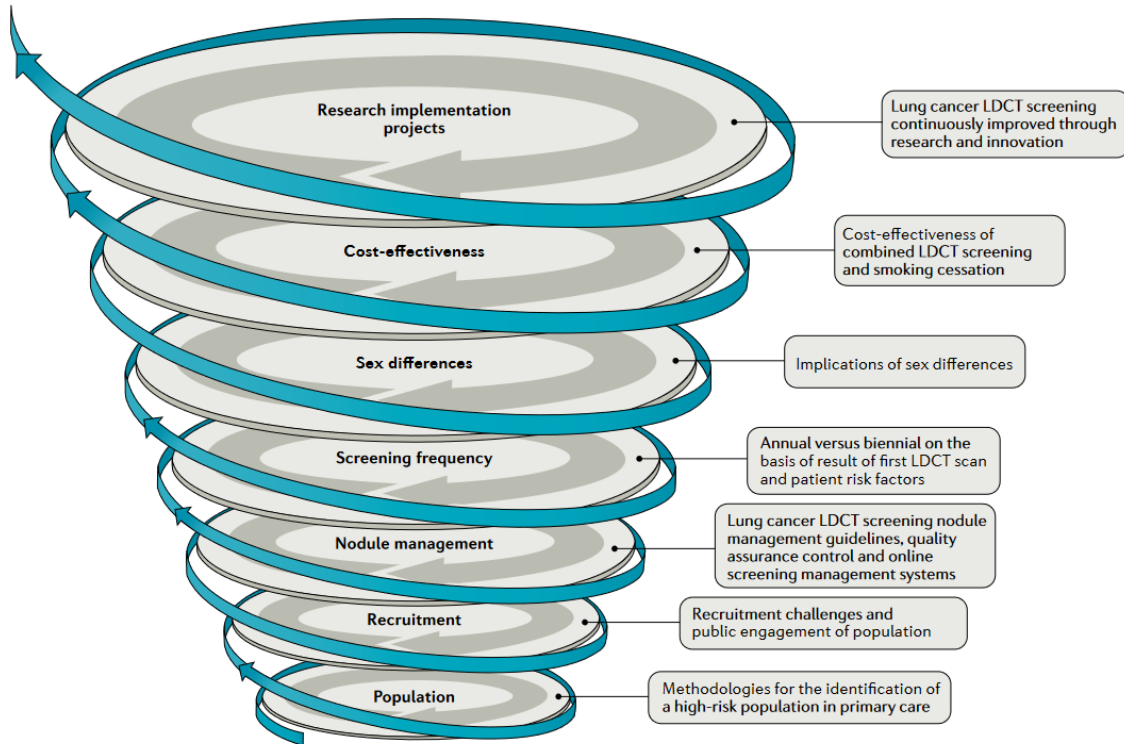 Research implementation
projects
Lung cancer LDCT screening
continuously improved through
research and innovation
Cost-effectiveness
Cost-effectiveness of
combined LDCT screening
and smoking cessation
Sex differences
Implications of sex differences
Screening frequency
Annual versus biennial on the
basis of result of first LDCT scan
and patient risk factors
Nodule management
Lung cancer LDCT screening nodule
management guidelines, quality
assurance control and online
screening management systems
Recruitment
Recruitment challenges and
public engagement of population
Population
Methodologies for the identification of
a high-risk population in primary care